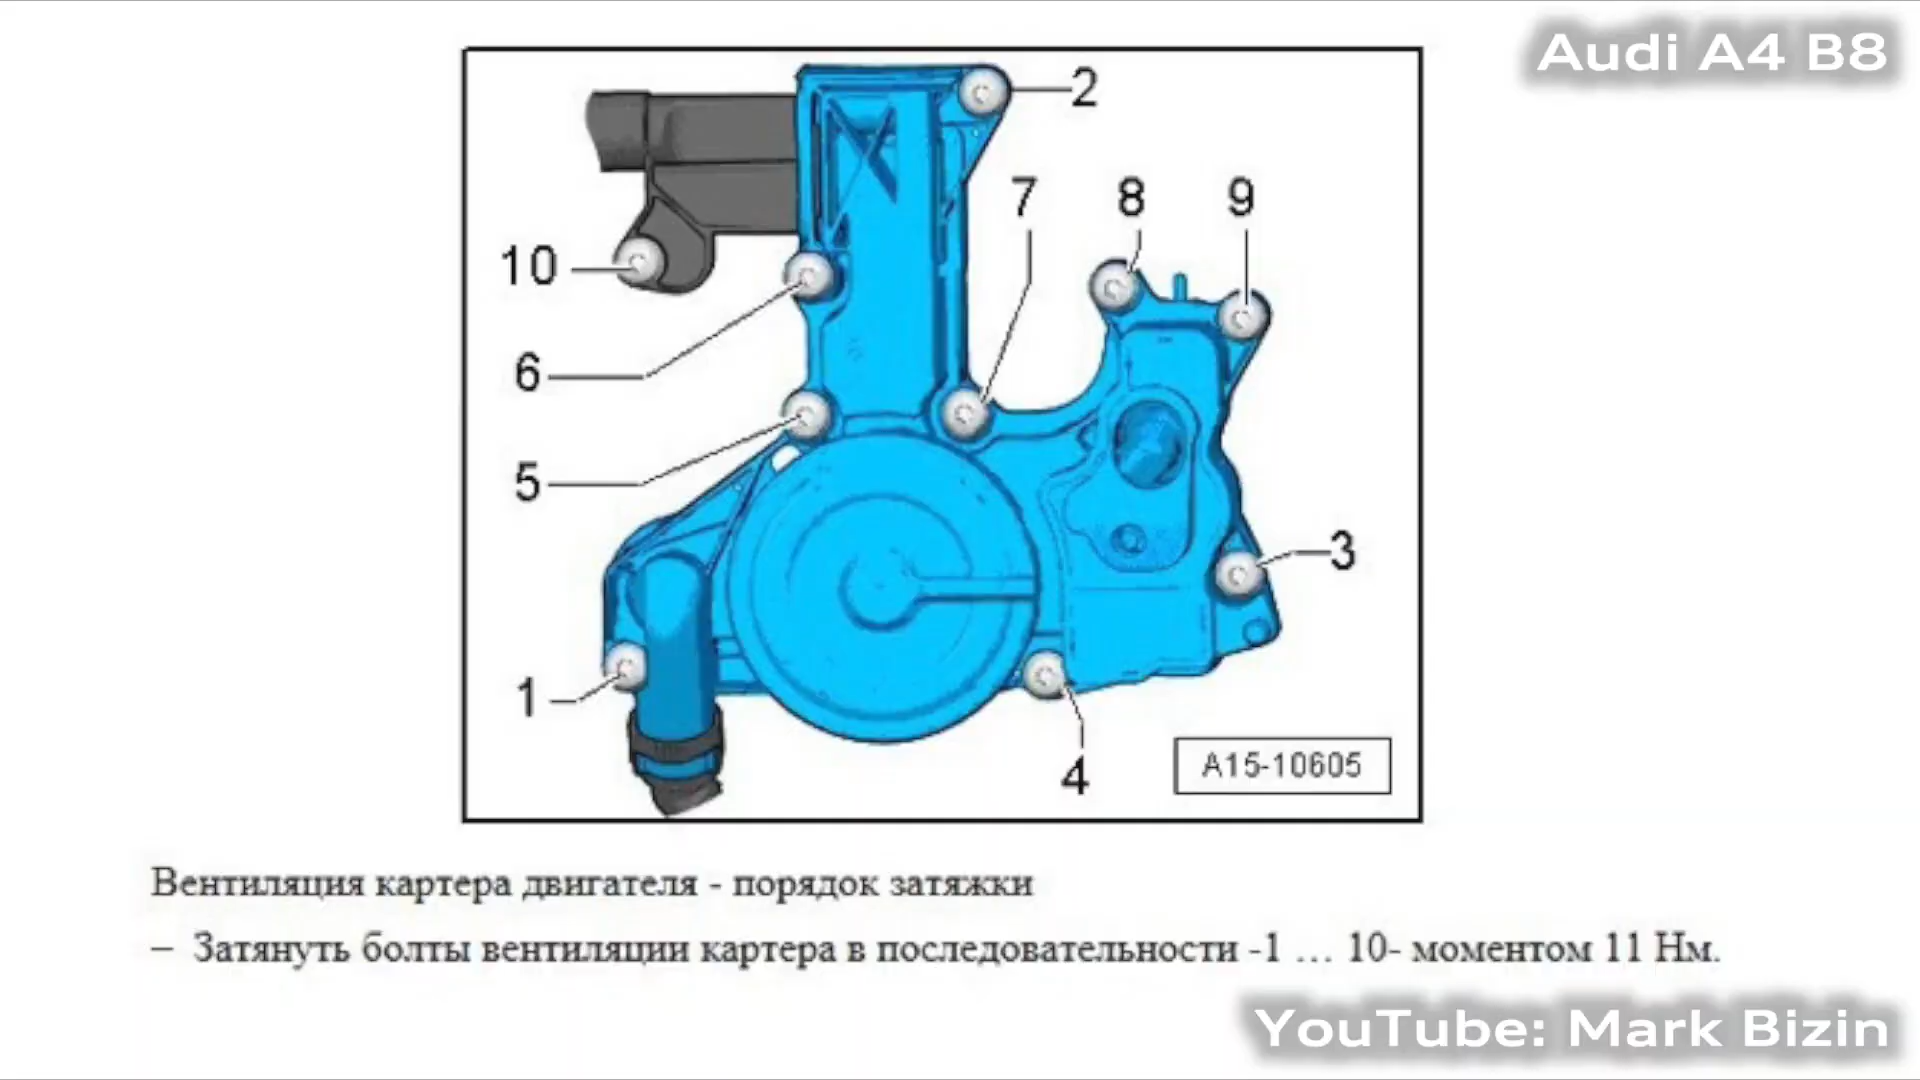 Audi A4 B8
2
7
8
9
10
6
5
3
1
4
A15-10605
Вентиляция картера двигателя - порядок затяжки
– Затянуть болты вентиляции картера в последовательности -1 … 10- моментом 11 Нм.
YouTube: Mark Bizin